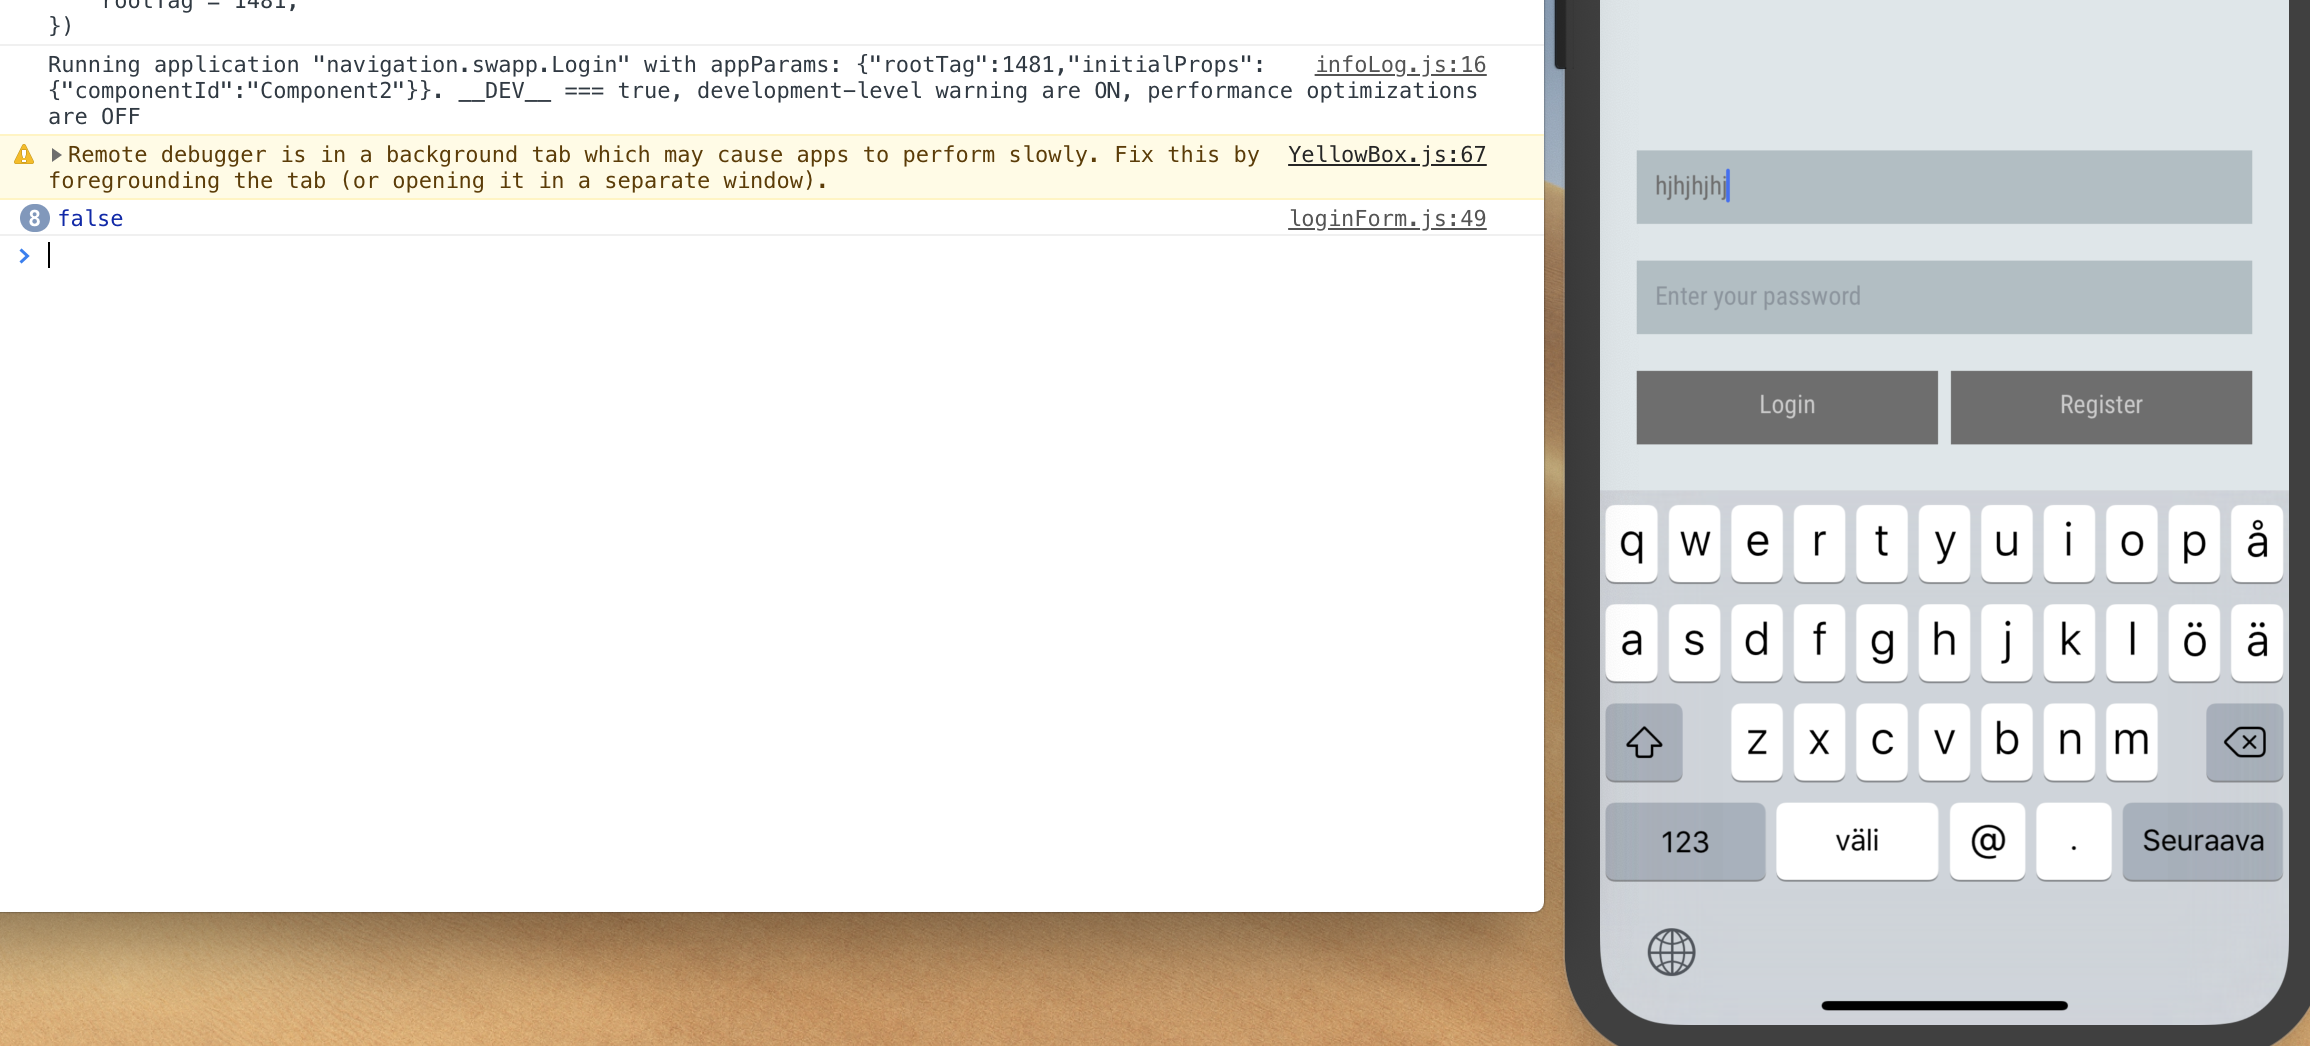 rootTag = 1481,
})
Running application "navigation.swapp.Login" with appParams: {"rootTag":1481,"initialProps": infoLog.js:16
{"componentId":"Component2"}}. __DEV__ === true, development-level warning are ON, performance optimizations
are OFF
Remote debugger is in a background tab which may cause apps to perform slowly. Fix this by YellowBox.js:67
foregrounding the tab (or opening it in a separate window).
8 false loginForm.js:49
hjhjhjhj
Enter your password
Login Register
q w e r t y u i o p å
a s d f g h j k l ö ä
z x c v b n m
123 väli @ . Seuraava